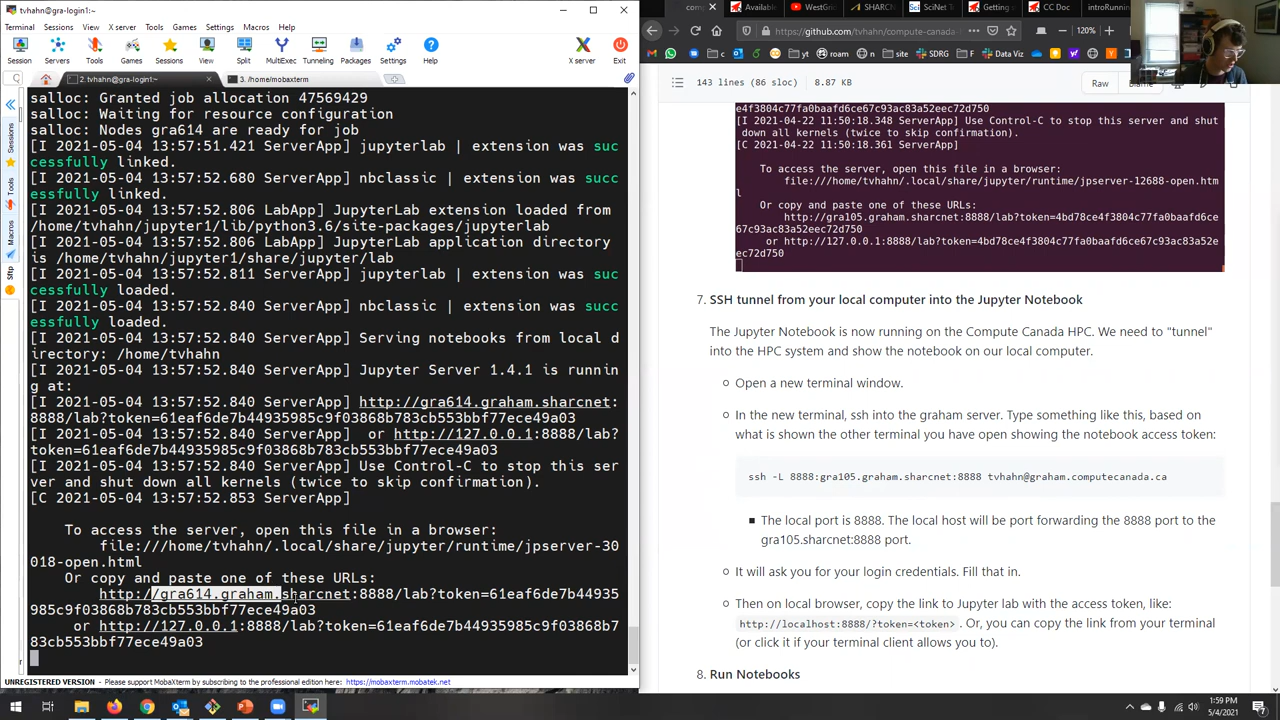 tvhahn@gra-login1:~
Terminal Sessions View X server Tools Games Settings Macros Help
Session Servers Tools Games Sessions View Split MultiExec Tunneling Packages Settings Help X server Exit
2. tvhahn@gra-login1:~
3. /home/mobaxterm
Sessions
Tools
Macros
Sftp
salloc: Granted job allocation 47569429
salloc: Waiting for resource configuration
salloc: Nodes gra614 are ready for job
[I 2021-05-04 13:57:51.421 ServerApp] jupyterlab | extension was suc
cessfully linked.
[I 2021-05-04 13:57:52.680 ServerApp] nbclassic | extension was succ
essfully linked.
[I 2021-05-04 13:57:52.806 LabApp] JupyterLab extension loaded from
/home/tvhahn/jupyter1/lib/python3.6/site-packages/jupyterlab
[I 2021-05-04 13:57:52.806 LabApp] JupyterLab application directory
is /home/tvhahn/jupyter1/share/jupyter/lab
[I 2021-05-04 13:57:52.811 ServerApp] jupyterlab | extension was suc
cessfully loaded.
[I 2021-05-04 13:57:52.840 ServerApp] nbclassic | extension was succ
essfully loaded.
[I 2021-05-04 13:57:52.840 ServerApp] Serving notebooks from local d
irectory: /home/tvhahn
[I 2021-05-04 13:57:52.840 ServerApp] Jupyter Server 1.4.1 is runnin
g at:
[I 2021-05-04 13:57:52.840 ServerApp] http://gra614.graham.sharcnet:
8888/lab?token=61eaf6de7b44935985c9f03868b783cb553bbf77ece49a03
[I 2021-05-04 13:57:52.840 ServerApp]  or http://127.0.0.1:8888/lab?
token=61eaf6de7b44935985c9f03868b783cb553bbf77ece49a03
[I 2021-05-04 13:57:52.840 ServerApp] Use Control-C to stop this ser
ver and shut down all kernels (twice to skip confirmation).
[C 2021-05-04 13:57:52.853 ServerApp]
To access the server, open this file in a browser:
file:///home/tvhahn/.local/share/jupyter/runtime/jpserver-30
018-open.html
Or copy and paste one of these URLs:
http://gra614.graham.sharcnet:8888/lab?token=61eaf6de7b44935
985c9f03868b783cb553bbf77ece49a03
or http://127.0.0.1:8888/lab?token=61eaf6de7b44935985c9f03868b7
83cb553bbf77ece49a03
UNREGISTERED VERSION - Please support MobaXterm by subscribing to the professional edition here: https://mobaxterm.mobatek.net
Available WestGri SHARCN SciNet T Getting CC Doc introRunning
https://github.com/tvhahn/compute-canada- 120%
roam site SDRG Data Viz
143 lines (86 sloc) 8.87 KB
Raw Blame
e4f3804c77fa0baafd6ce67c93ac83a52eec72d750
[I 2021-04-22 11:50:18.348 ServerApp] Use Control-C to stop this server and shut
down all kernels (twice to skip confirmation).
[C 2021-04-22 11:50:18.361 ServerApp]
To access the server, open this file in a browser:
file:///home/tvhahn/.local/share/jupyter/runtime/jpserver-12688-open.htm
l
Or copy and paste one of these URLs:
http://gra105.graham.sharcnet:8888/lab?token=4bd78ce4f3804c77fa0baafd6ce
67c93ac83a52eec72d750
or http://127.0.0.1:8888/lab?token=4bd78ce4f3804c77fa0baafd6ce67c93ac83a52e
ec72d750
7. SSH tunnel from your local computer into the Jupyter Notebook
The Jupyter Notebook is now running on the Compute Canada HPC. We need to "tunnel"
into the HPC system and show the notebook on our local computer.
Open a new terminal window.
In the new terminal, ssh into the graham server. Type something like this, based on
what is shown the other terminal you have open showing the notebook access token:
ssh -L 8888:gra105.graham.sharcnet:8888 tvhahn@graham.computecanada.ca
The local port is 8888. The local host will be port forwarding the 8888 port to the
gra105.sharcnet:8888 port.
It will ask you for your login credentials. Fill that in.
Then on local browser, copy the link to Jupyter lab with the access token, like:
http://localhost:8888/?token=<token> . Or, you can copy the link from your terminal
(or click it if your terminal client allows you to).
8. Run Notebooks
1:59 PM
5/4/2021